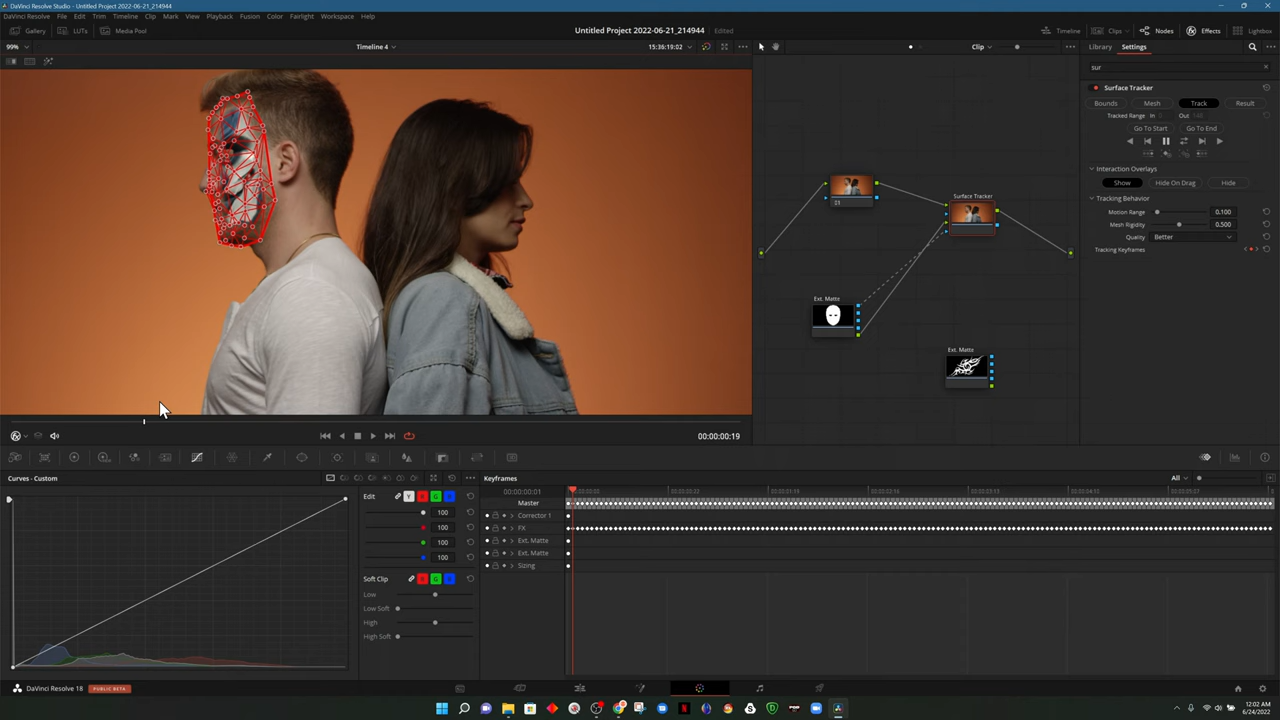 DaVinci Resolve Studio - Untitled Project 2022-06-21_214944
DaVinci Resolve File Edit Trim Timeline Clip Mark View Playback Fusion Color Fairlight Workspace Help
Gallery LUTs Media Pool Untitled Project 2022-06-21_214944 Edited Timeline Clips Nodes Effects Lightbox
99% Timeline 4 15:36:19:02 Clip Library Settings
sur
Surface Tracker
Bounds Mesh Track Result
Tracked Range In 0 Out 148
Go To Start Go To End
Interaction Overlays
Show Hide On Drag Hide
Tracking Behavior
Motion Range 0.100
Mesh Rigidity 0.500
Quality Better
Tracking Keyframes
01
Surface Tracker
Ext. Matte
Ext. Matte
00:00:00:19
Curves - Custom
Edit Y R G B
100
100
100
100
Soft Clip R G B
Low
Low Soft
High
High Soft
Keyframes All
00:00:00:01
Master
Corrector 1
FX
Ext. Matte
Ext. Matte
Sizing
DaVinci Resolve 18 PUBLIC BETA
12:02 AM
6/24/2022